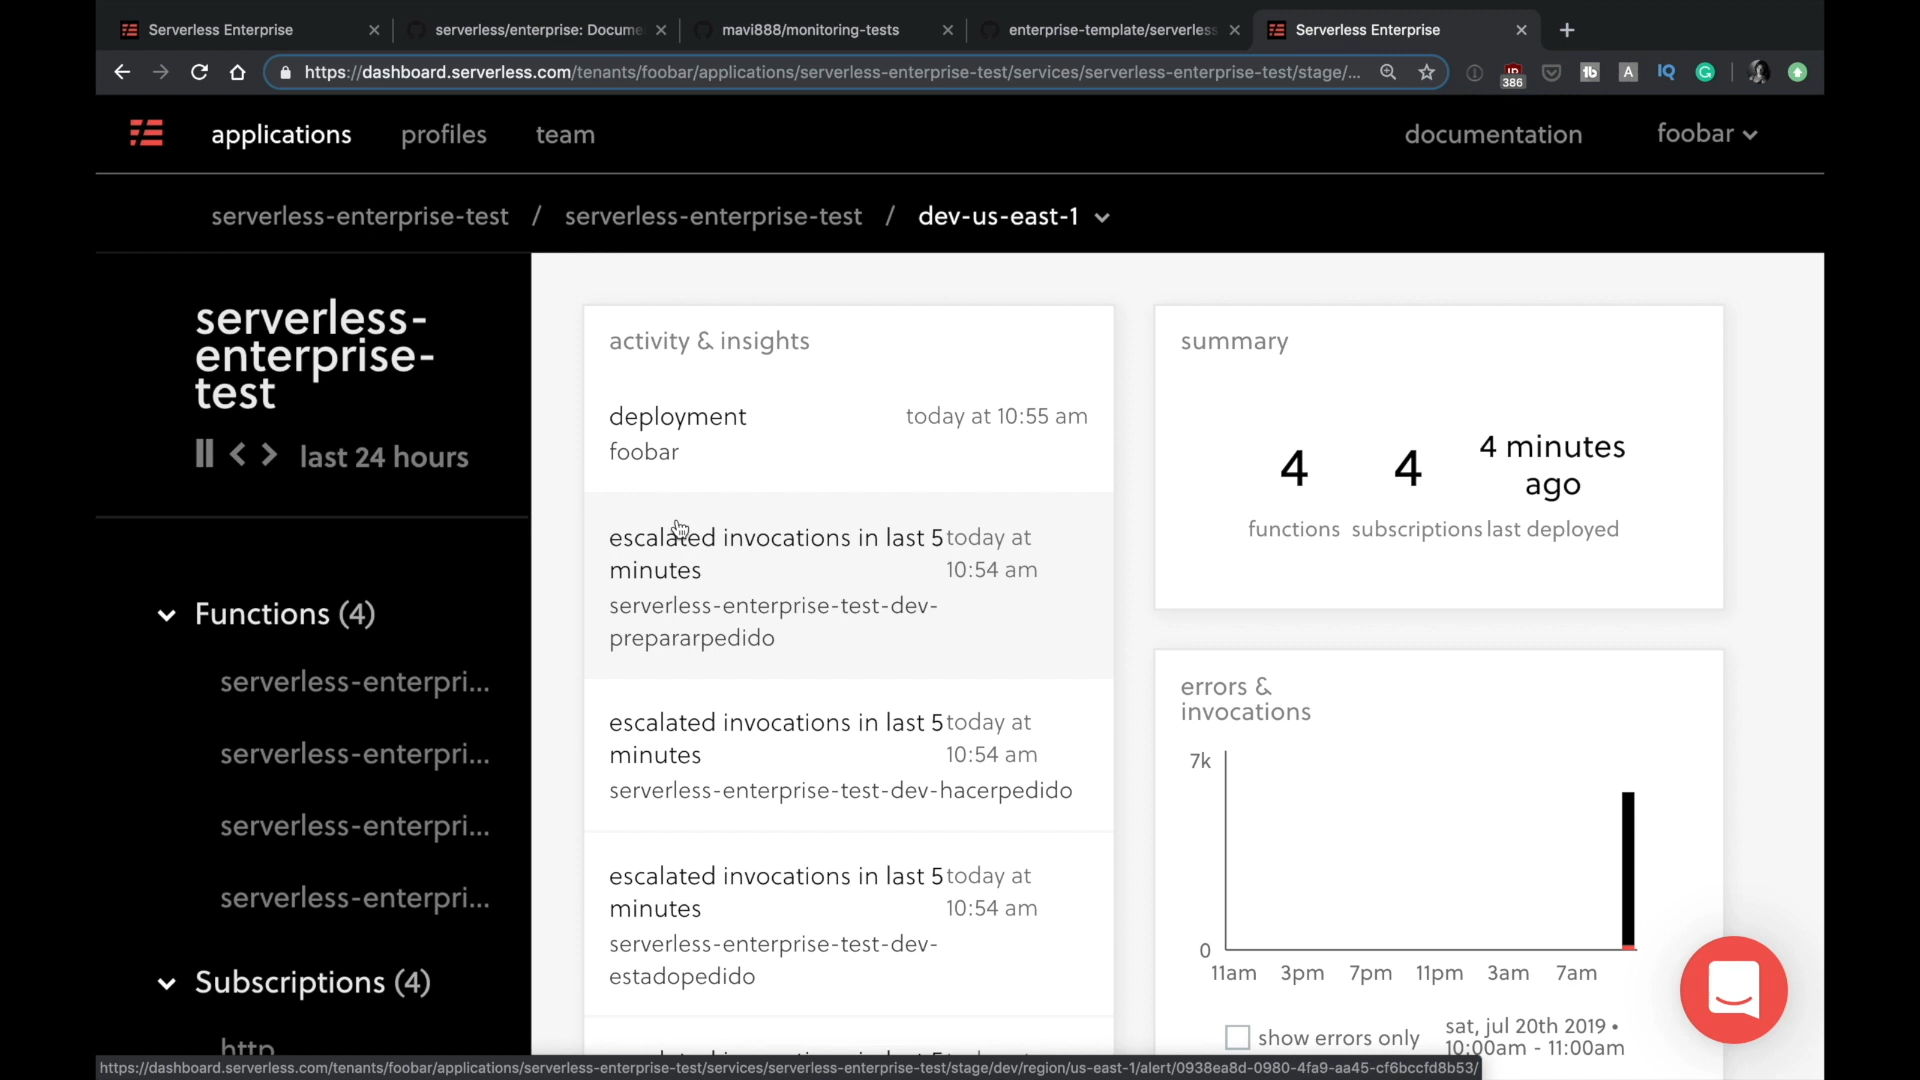 Serverless Enterprise
serverless/enterprise: Docume
mavi888/monitoring-tests
enterprise-template/serverless
Serverless Enterprise
https://dashboard.serverless.com/tenants/foobar/applications/serverless-enterprise-test/services/serverless-enterprise-test/stage/...
386
applications
profiles
team
documentation
foobar
serverless-enterprise-test / serverless-enterprise-test / dev-us-east-1
serverless-
enterprise-
test
last 24 hours
Functions (4)
serverless-enterpri...
serverless-enterpri...
serverless-enterpri...
serverless-enterpri...
Subscriptions (4)
http
activity & insights
deployment
today at 10:55 am
foobar
escalated invocations in last 5
minutes
today at
10:54 am
serverless-enterprise-test-dev-
prepararpedido
escalated invocations in last 5
minutes
today at
10:54 am
serverless-enterprise-test-dev-hacerpedido
escalated invocations in last 5
minutes
today at
10:54 am
serverless-enterprise-test-dev-
estadopedido
summary
4
functions
4
subscriptions
4 minutes
ago
last deployed
errors &
invocations
7k
0
11am 3pm 7pm 11pm 3am 7am
show errors only
sat, jul 20th 2019 •
10:00am - 11:00am
https://dashboard.serverless.com/tenants/foobar/applications/serverless-enterprise-test/services/serverless-enterprise-test/stage/dev/region/us-east-1/alert/0938ea8d-0980-4fa9-aa45-cf6bccfd8b53/